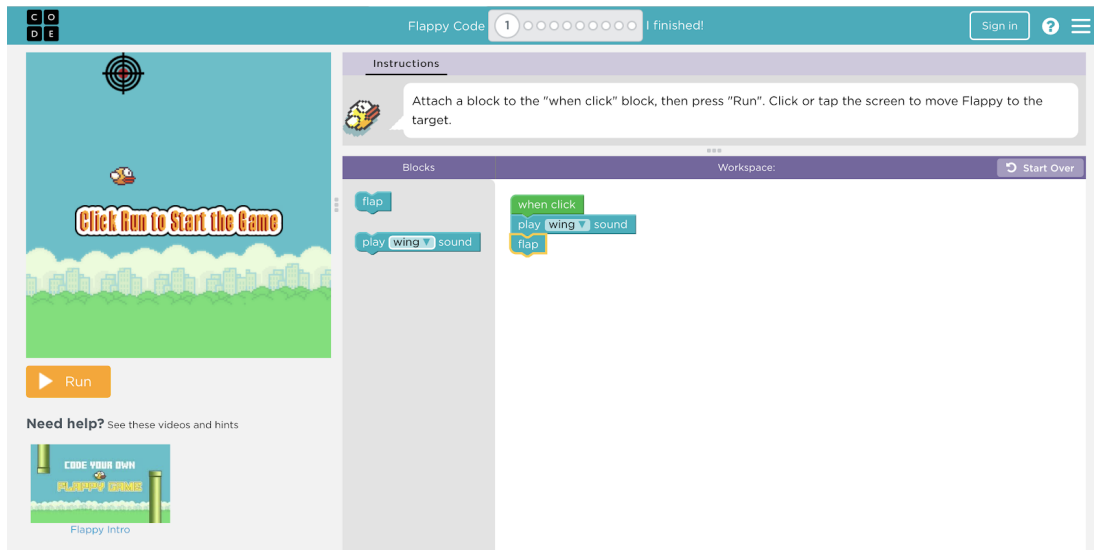 C O
D E
Flappy Code
1
I finished!
Sign in
?
Instructions
Attach a block to the "when click" block, then press "Run". Click or tap the screen to move Flappy to the
target.
Blocks
Workspace:
Start Over
flap
play wing ▼ sound
when click
play wing ▼ sound
flap
Click Run to Start the Game
Run
Need help? See these videos and hints
CODE YOUR OWN
FLAPPY GAME
Flappy Intro